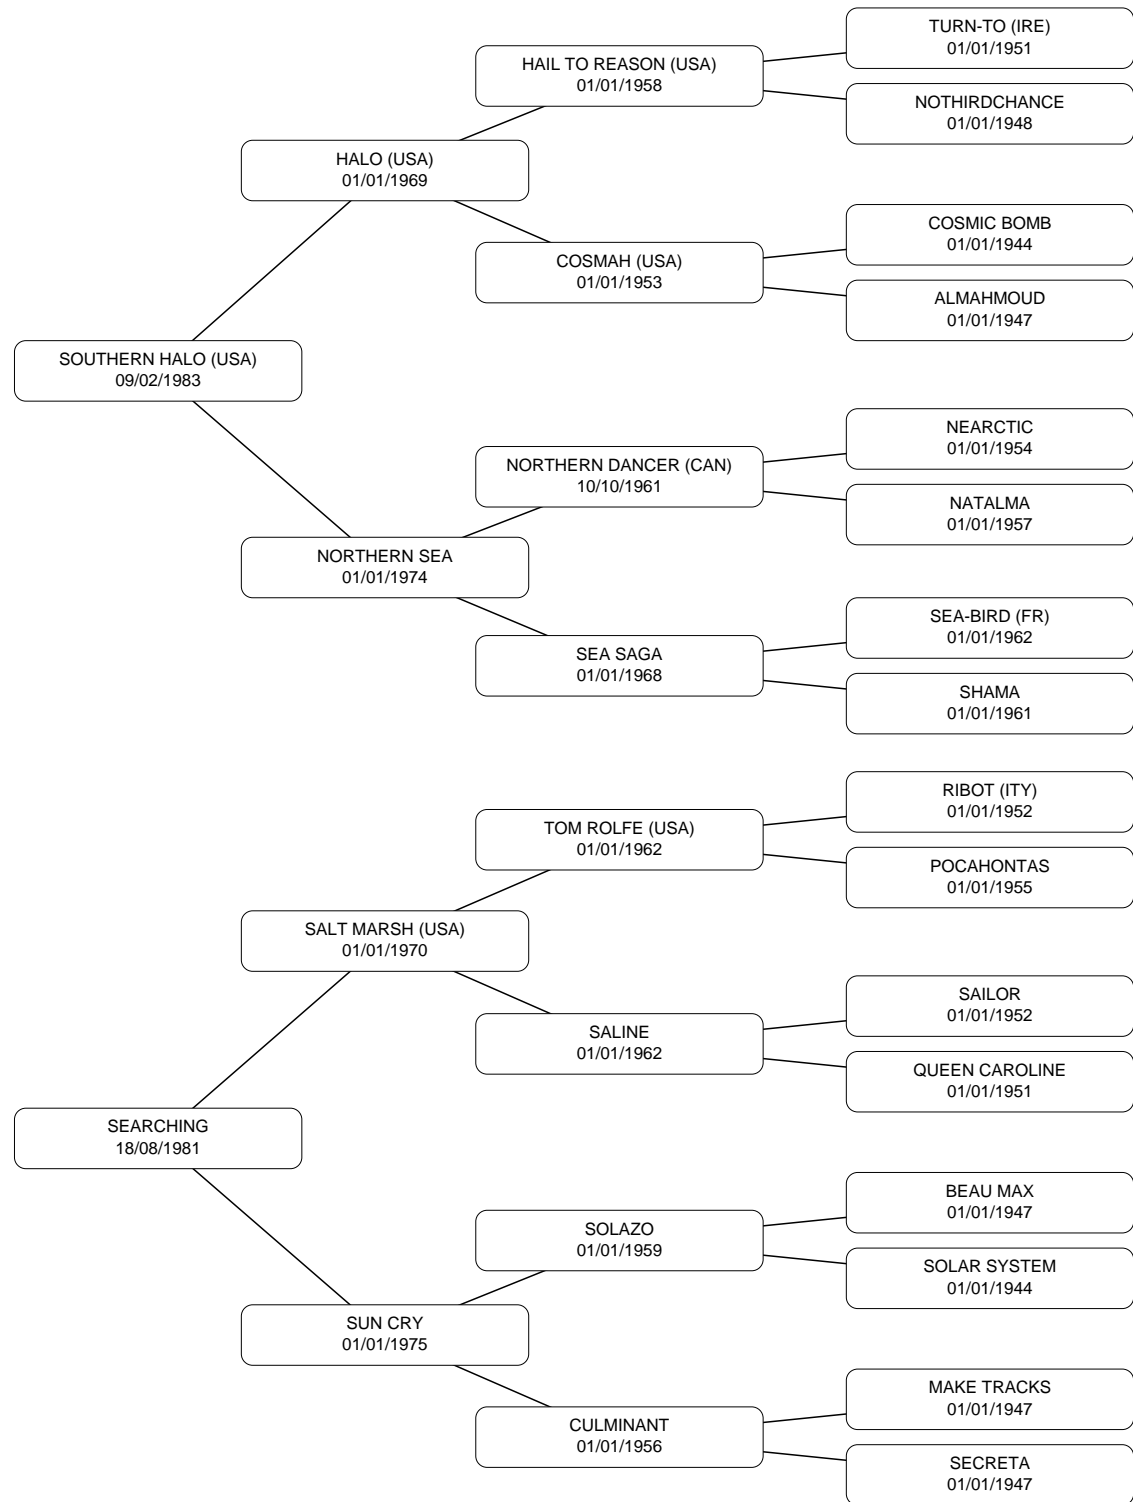 TURN-TO (IRE)
01/01/1951
HAIL TO REASON (USA)
01/01/1958
NOTHIRDCHANCE
01/01/1948
HALO (USA)
01/01/1969
COSMIC BOMB
01/01/1944
COSMAH (USA)
01/01/1953
ALMAHMOUD
01/01/1947
SOUTHERN HALO (USA)
09/02/1983
NEARCTIC
01/01/1954
NORTHERN DANCER (CAN)
10/10/1961
NATALMA
01/01/1957
NORTHERN SEA
01/01/1974
SEA-BIRD (FR)
01/01/1962
SEA SAGA
01/01/1968
SHAMA
01/01/1961
RIBOT (ITY)
01/01/1952
TOM ROLFE (USA)
01/01/1962
POCAHONTAS
01/01/1955
SALT MARSH (USA)
01/01/1970
SAILOR
01/01/1952
SALINE
01/01/1962
QUEEN CAROLINE
01/01/1951
SEARCHING
18/08/1981
BEAU MAX
01/01/1947
SOLAZO
01/01/1959
SOLAR SYSTEM
01/01/1944
SUN CRY
01/01/1975
MAKE TRACKS
01/01/1947
CULMINANT
01/01/1956
SECRETA
01/01/1947